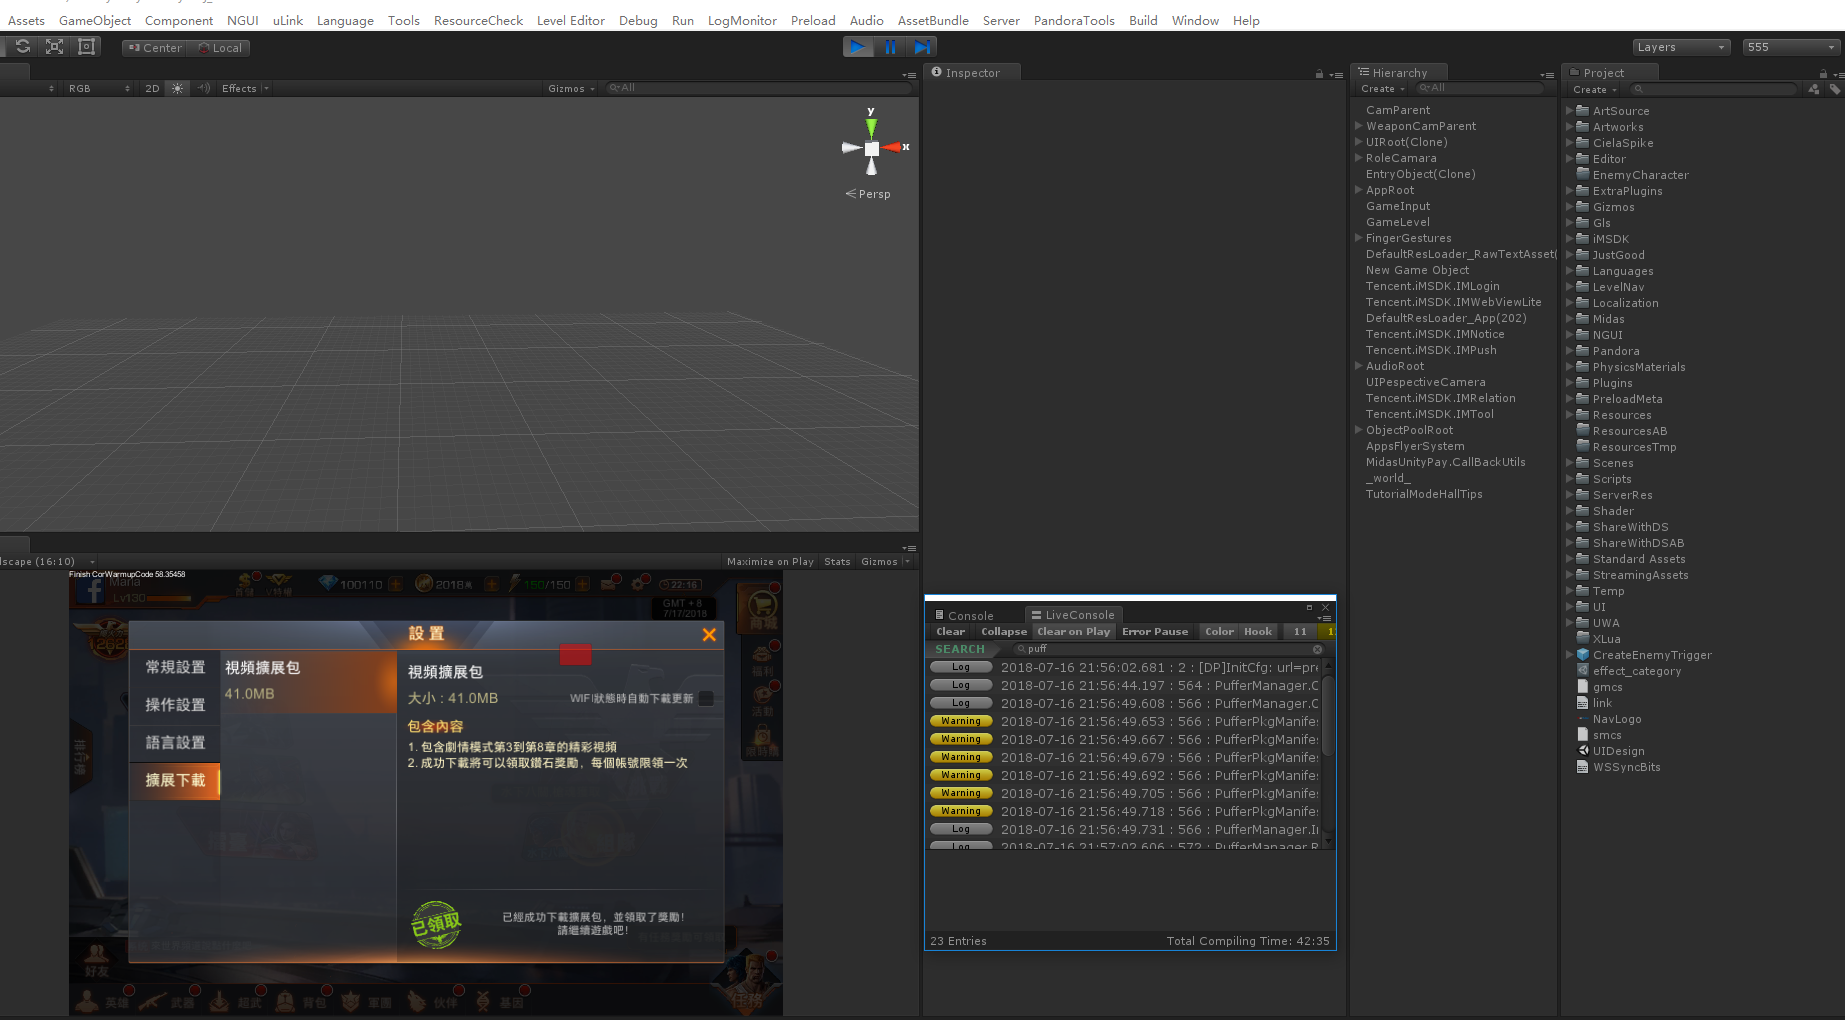 Assets GameObject Component NGUI uLink Language Tools ResourceCheck Level Editor Debug Run LogMonitor Preload Audio AssetBundle Server PandoraTools Build Window Help
Center Local
Layers 555
RGB 2D Effects Gizmos All
y
x
Persp
Inspector
Hierarchy
Create All
CamParent
WeaponCamParent
UIRoot(Clone)
RoleCamara
EntryObject(Clone)
AppRoot
GameInput
GameLevel
FingerGestures
DefaultResLoader_RawTextAsset(
New Game Object
Tencent.iMSDK.IMLogin
Tencent.iMSDK.IMWebViewLite
DefaultResLoader_App(202)
Tencent.iMSDK.IMNotice
Tencent.iMSDK.IMPush
AudioRoot
UIPespectiveCamera
Tencent.iMSDK.IMRelation
Tencent.iMSDK.IMTool
ObjectPoolRoot
AppsFlyerSystem
MidasUnityPay.CallBackUtils
_world_
TutorialModeHallTips
Project
Create
ArtSource
Artworks
CielaSpike
Editor
EnemyCharacter
ExtraPlugins
Gizmos
Gls
iMSDK
JustGood
Languages
LevelNav
Localization
Midas
NGUI
Pandora
PhysicsMaterials
Plugins
PreloadMeta
Resources
ResourcesAB
ResourcesTmp
Scenes
Scripts
ServerRes
Shader
ShareWithDS
ShareWithDSAB
Standard Assets
StreamingAssets
Temp
UI
UWA
XLua
CreateEnemyTrigger
effect_category
gmcs
link
NavLogo
smcs
UIDesign
WSSyncBits
lscape (16:10) Maximize on Play Stats Gizmos
Finish CorWarmupCode 58.35458
Maria
Lv130
100110
2018
150/150
22:16
GMT + 8
7/17/2018
商城
福利
活動
設置
常規設置
操作設置
語言設置
擴展下載
視頻擴展包
41.0MB
視頻擴展包
大小 : 41.0MB
WIFI狀態時自動下載更新
包含內容
1. 包含劇情模式第3到第8章的精彩視頻
2. 成功下載將可以領取鑽石獎勵，每個帳號限領一次
已領取
已經成功下載擴展包，並領取了獎勵!
請繼續遊戲吧!
好友
英雄 武器 超武 背包 軍團 伙伴 基因
任務
Console LiveConsole
Clear Collapse Clear on Play Error Pause Color Hook 11
SEARCH puff
Log 2018-07-16 21:56:02.681 : 2 : [DP]InitCfg: url=pre
Log 2018-07-16 21:56:44.197 : 564 : PufferManager.C
Log 2018-07-16 21:56:49.608 : 566 : PufferManager.C
Warning 2018-07-16 21:56:49.653 : 566 : PufferPkgManifes
Warning 2018-07-16 21:56:49.667 : 566 : PufferPkgManifes
Warning 2018-07-16 21:56:49.679 : 566 : PufferPkgManifes
Warning 2018-07-16 21:56:49.692 : 566 : PufferPkgManifes
Warning 2018-07-16 21:56:49.705 : 566 : PufferPkgManifes
Warning 2018-07-16 21:56:49.718 : 566 : PufferPkgManifes
Log 2018-07-16 21:56:49.731 : 566 : PufferManager.I
Log 2018-07-16 21:57:02.606 : 572 : PufferManager.R
23 Entries Total Compiling Time: 42:35